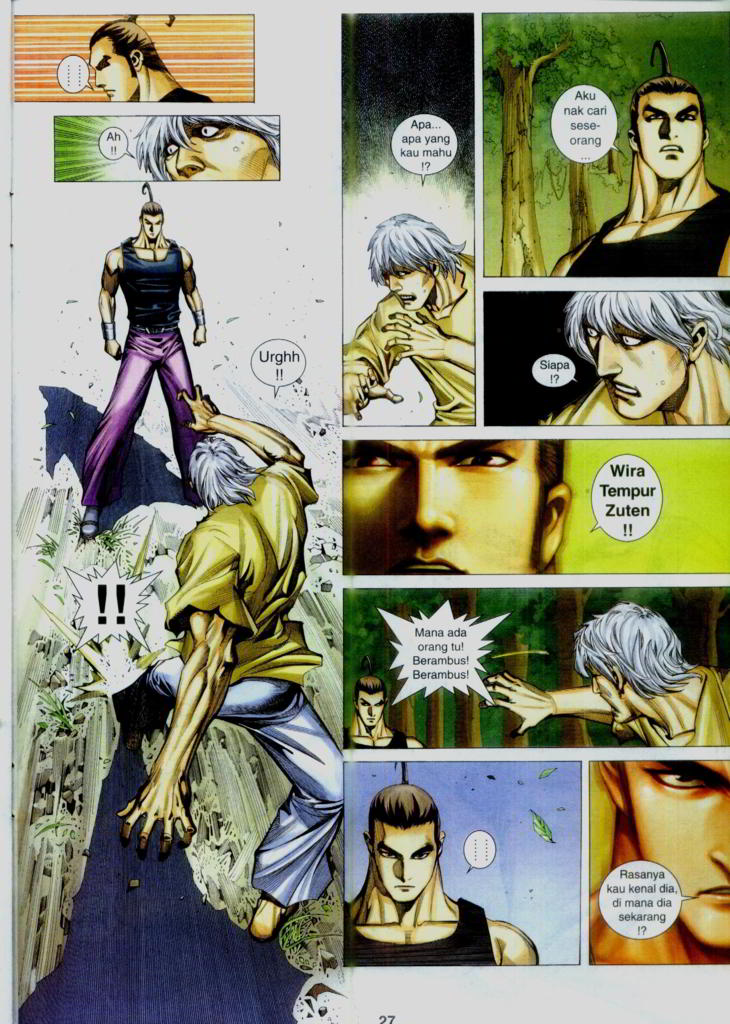 ......
Ah
!!
Urghh
!!
!!
Apa...
apa yang
kau mahu
!?
Aku
nak cari
sese-
orang
...
Siapa
!?
Wira
Tempur
Zuten
!!
Mana ada
orang tu!
Berambus!
Berambus!
......
Rasanya
kau kenal dia,
di mana dia
sekarang
!?
27